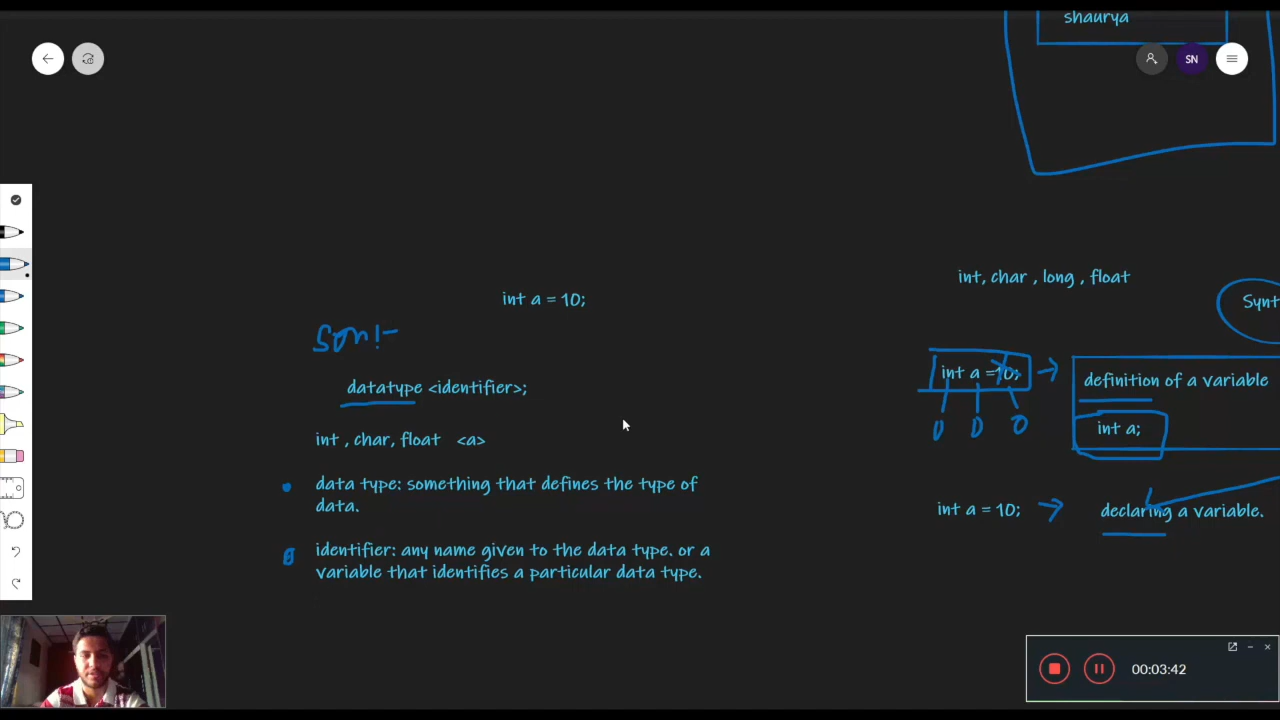 shaurya
SN
int, char , long , float
int a = 10;
Synt
datatype <identifier>;
int a =10;
definition of a variable
int , char, float <a>
int a;
data type: something that defines the type of
data.
int a = 10;
declaring a variable.
identifier: any name given to the data type. or a
variable that identifies a particular data type.
00:03:42